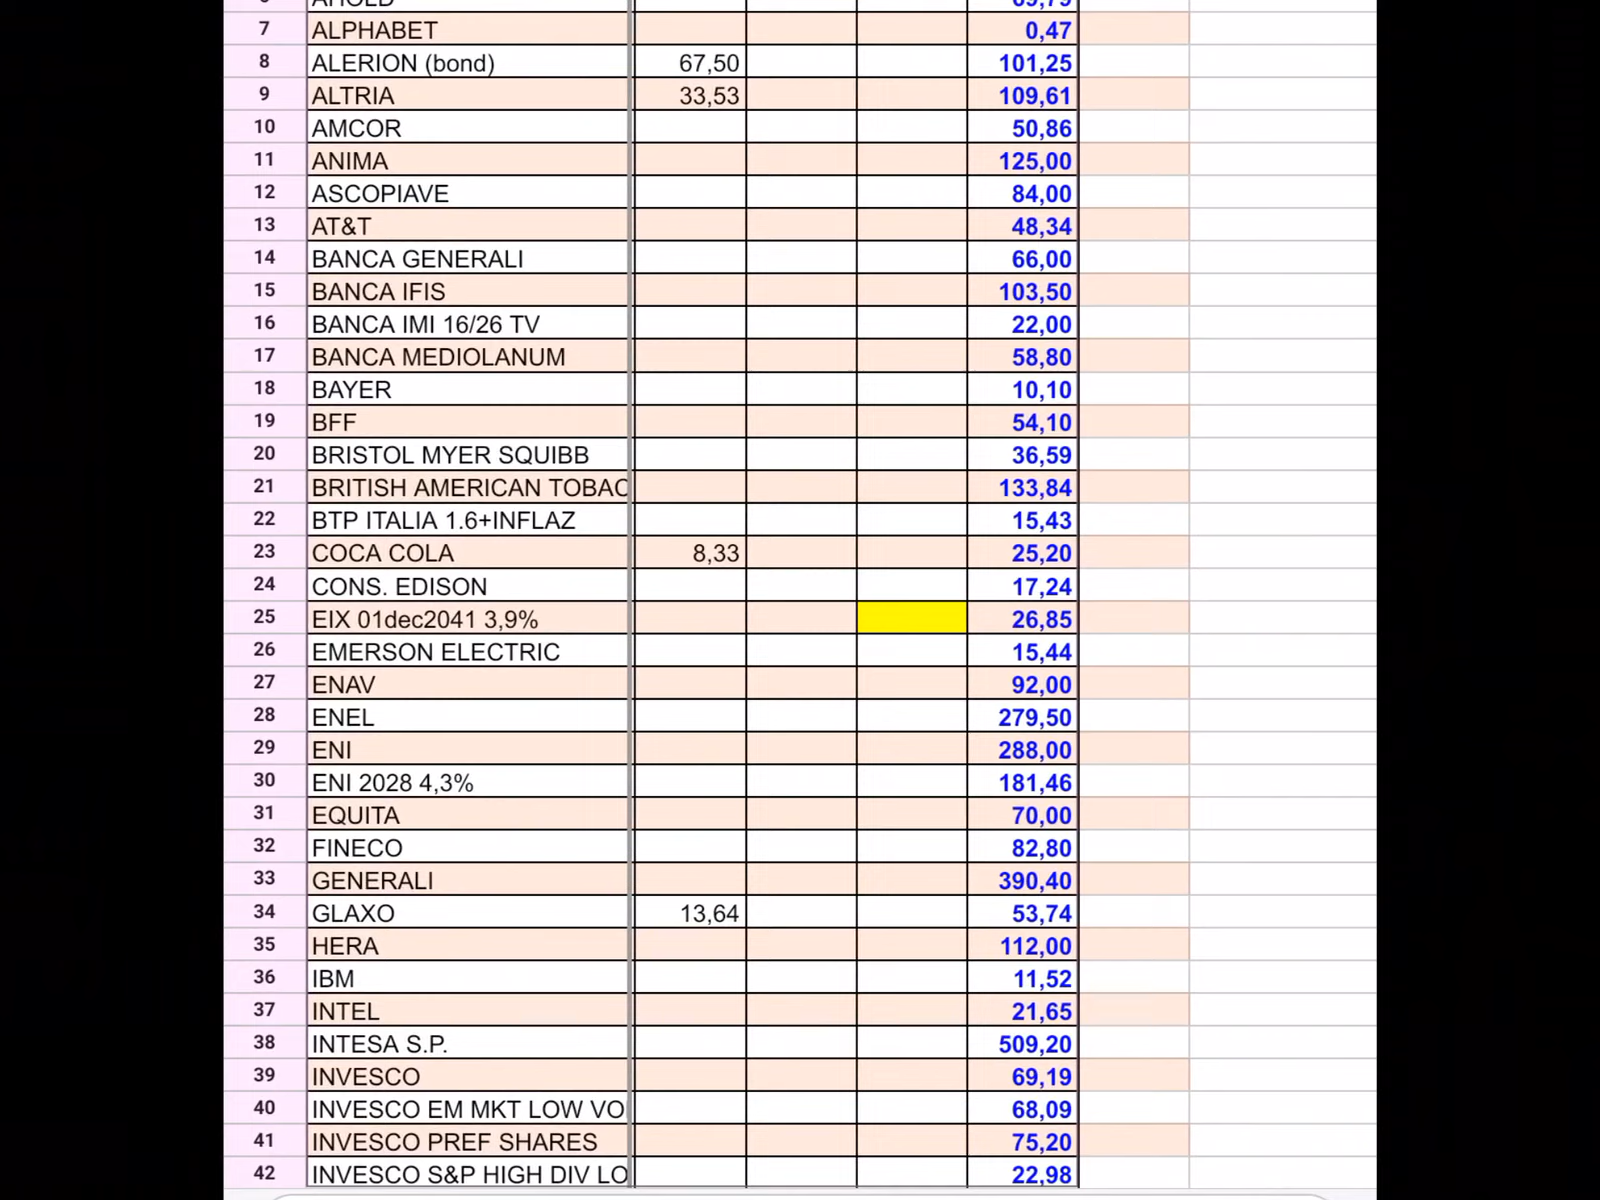 7 ALPHABET 0,47
8 ALERION (bond) 67,50 101,25
9 ALTRIA 33,53 109,61
10 AMCOR 50,86
11 ANIMA 125,00
12 ASCOPIAVE 84,00
13 AT&T 48,34
14 BANCA GENERALI 66,00
15 BANCA IFIS 103,50
16 BANCA IMI 16/26 TV 22,00
17 BANCA MEDIOLANUM 58,80
18 BAYER 10,10
19 BFF 54,10
20 BRISTOL MYER SQUIBB 36,59
21 BRITISH AMERICAN TOBAC 133,84
22 BTP ITALIA 1.6+INFLAZ 15,43
23 COCA COLA 8,33 25,20
24 CONS. EDISON 17,24
25 EIX 01dec2041 3,9% 26,85
26 EMERSON ELECTRIC 15,44
27 ENAV 92,00
28 ENEL 279,50
29 ENI 288,00
30 ENI 2028 4,3% 181,46
31 EQUITA 70,00
32 FINECO 82,80
33 GENERALI 390,40
34 GLAXO 13,64 53,74
35 HERA 112,00
36 IBM 11,52
37 INTEL 21,65
38 INTESA S.P. 509,20
39 INVESCO 69,19
40 INVESCO EM MKT LOW VO 68,09
41 INVESCO PREF SHARES 75,20
42 INVESCO S&P HIGH DIV LO 22,98